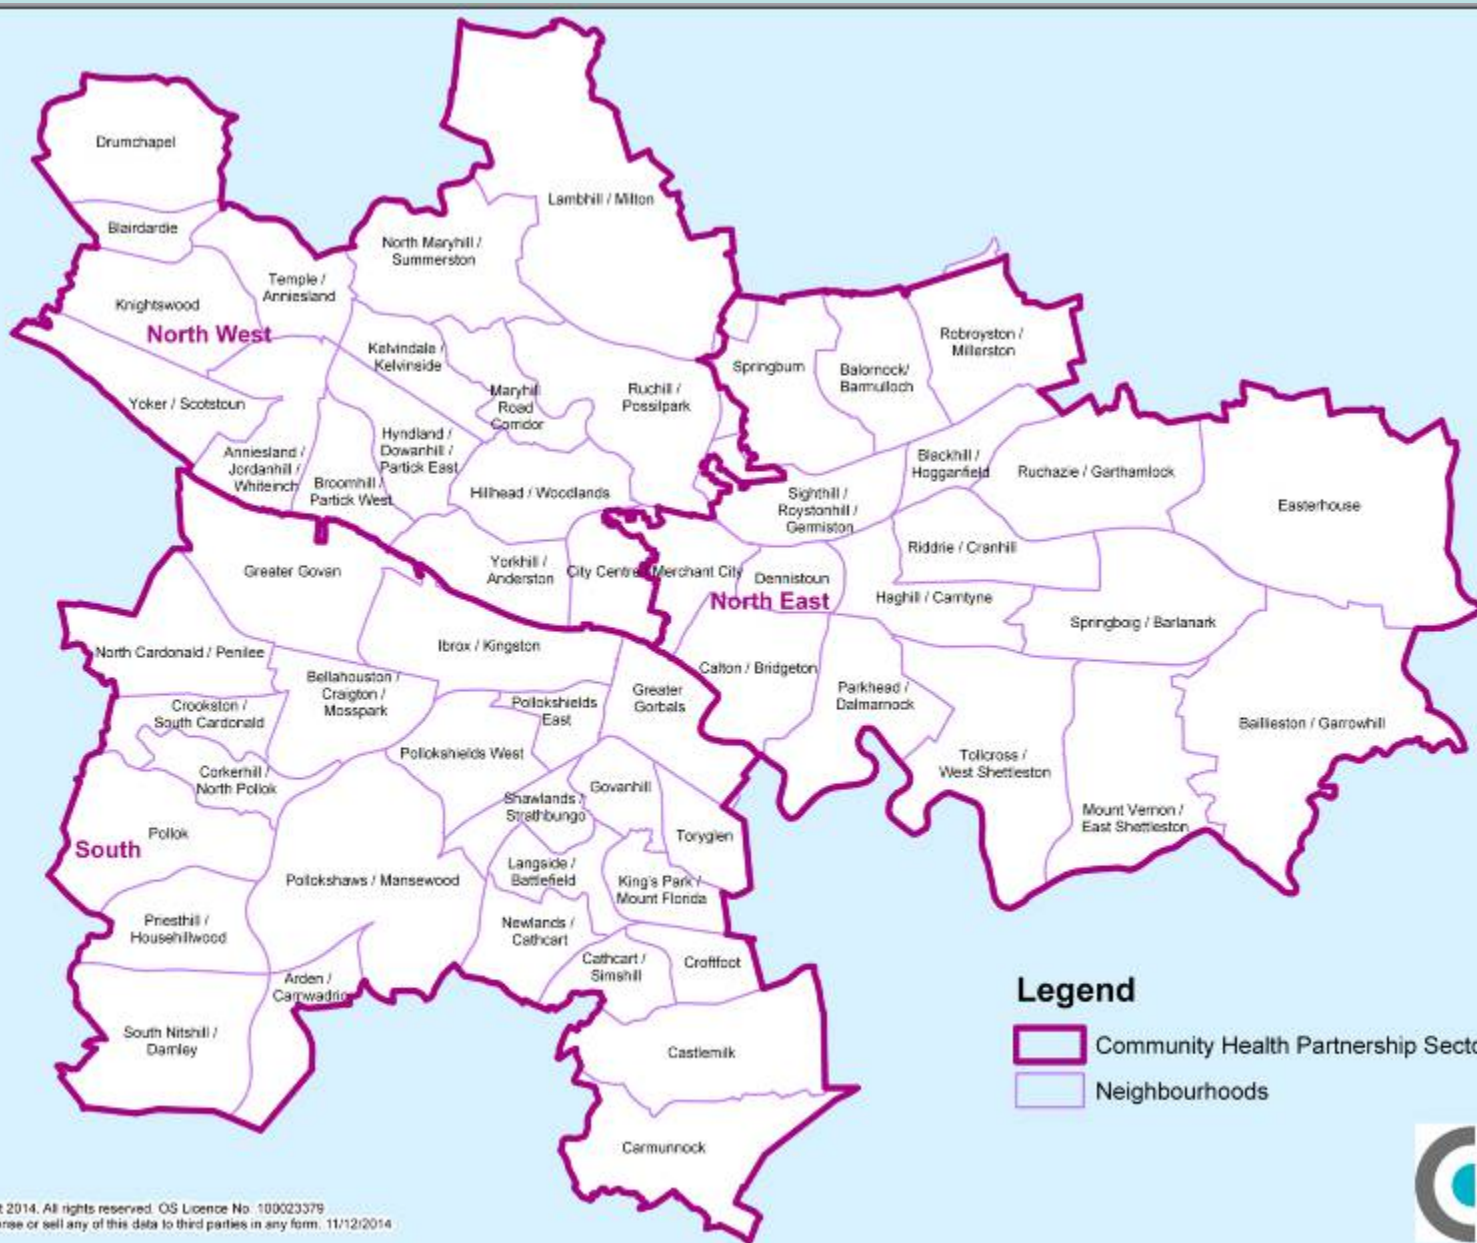 Drumchapel
Blairdardie
Lambhill / Milton
North Maryhill /
Summerston
Temple /
Anniesland
Knightswood
North West
Kelvindale /
Kelvinside
Yoker / Scotstoun
Maryhill
Road
Corridor
Ruchill /
Possilpark
Anniesland /
Jordanhill /
Whiteinch
Broomhill /
Partick West
Hyndland /
Dowanhill /
Partick East
Hillhead / Woodlands
Yorkhill /
Anderston
City Centre
Merchant City
Springburn
Balornock/
Barmulloch
Robroyston /
Millerston
Blackhill /
Hogganfield
Ruchazie / Garthamlock
Easterhouse
Sighthill /
Roystonhill /
Germiston
Riddrie / Cranhill
Dennistoun
North East
Haghill / Carntyne
Springboig / Barlanark
Calton / Bridgeton
Parkhead /
Dalmarnock
Tollcross /
West Shettleston
Mount Vernon /
East Shettleston
Baillieston / Garrowhill
Greater Govan
Ibrox / Kingston
North Cardonald / Penilee
Bellahouston /
Craigton /
Mosspark
Crookston /
South Cardonald
Pollokshields
East
Greater
Gorbals
Pollokshields West
Corkerhill /
North Pollok
Shawlands /
Strathbungo
Govanhill
Toryglen
Pollok
South
Pollokshaws / Mansewood
Langside /
Battlefield
King's Park /
Mount Florida
Priesthill /
Househillwood
Newlands /
Cathcart
Cathcart /
Simshill
Croftfoot
Arden /
Carnwadric
South Nitshill /
Darnley
Castlemilk
Carmunnock
Legend
Community Health Partnership Secto
Neighbourhoods
t 2014. All rights reserved. OS Licence No. 100023379
nse or sell any of this data to third parties in any form. 11/12/2014